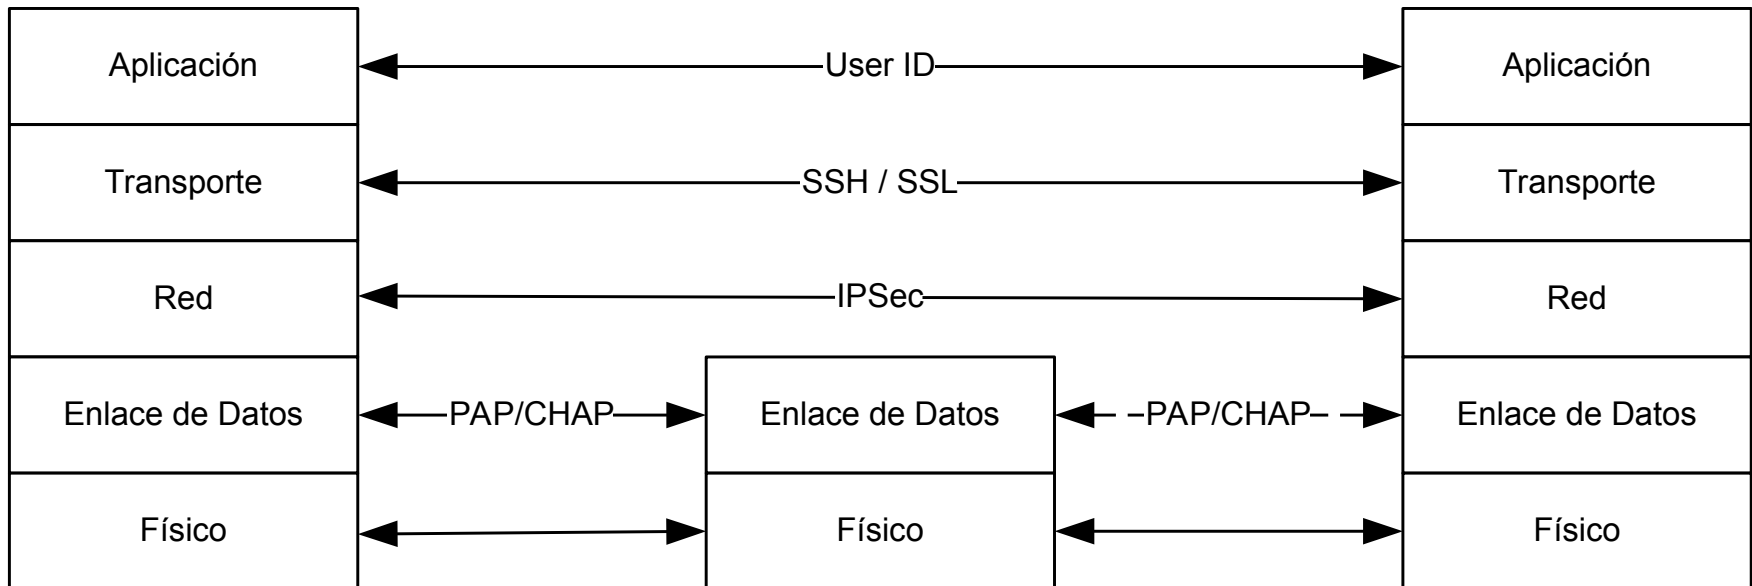 Aplicación
User ID
Aplicación
Transporte
SSH / SSL
Transporte
Red
IPSec
Red
Enlace de Datos
PAP/CHAP
Enlace de Datos
PAP/CHAP
Enlace de Datos
Físico
Físico
Físico